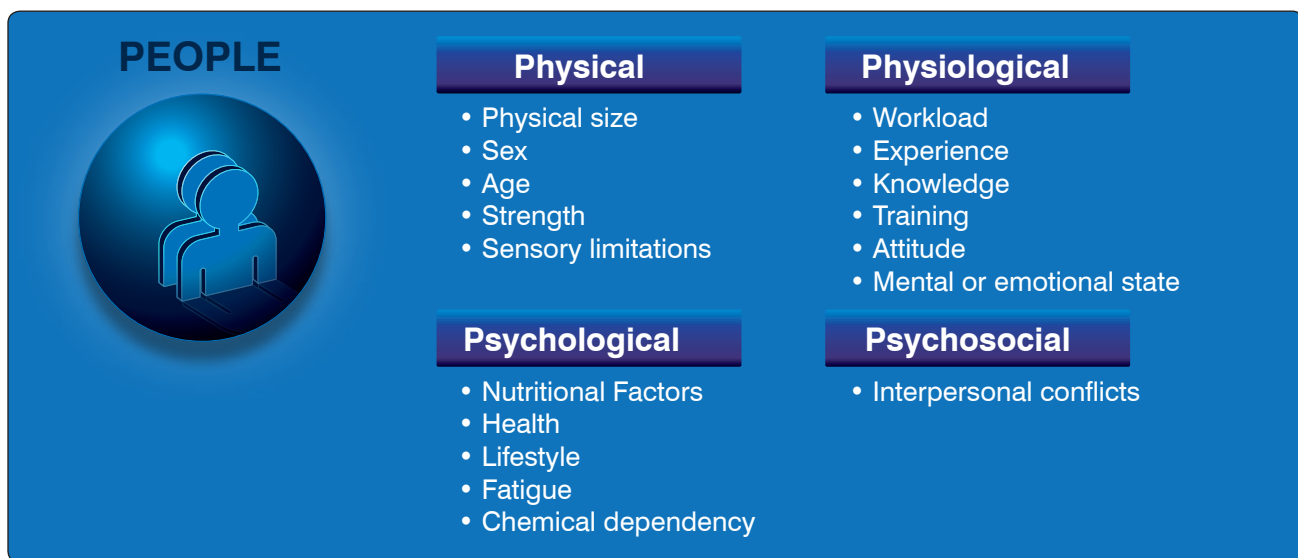 PEOPLE
Physical
• Physical size
• Sex
• Age
• Strength
• Sensory limitations
Physiological
• Workload
• Experience
• Knowledge
• Training
• Attitude
• Mental or emotional state
Psychological
• Nutritional Factors
• Health
• Lifestyle
• Fatigue
• Chemical dependency
Psychosocial
• Interpersonal conflicts